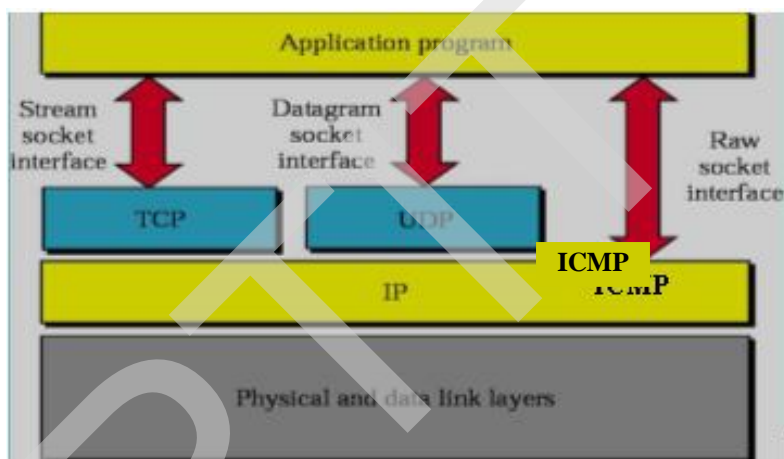 Application program
Stream
socket
interface
Datagram
socket
interface
Raw
socket
interface
TCP
UDP
ICMP
IP
ICMP
Physical and data link layers